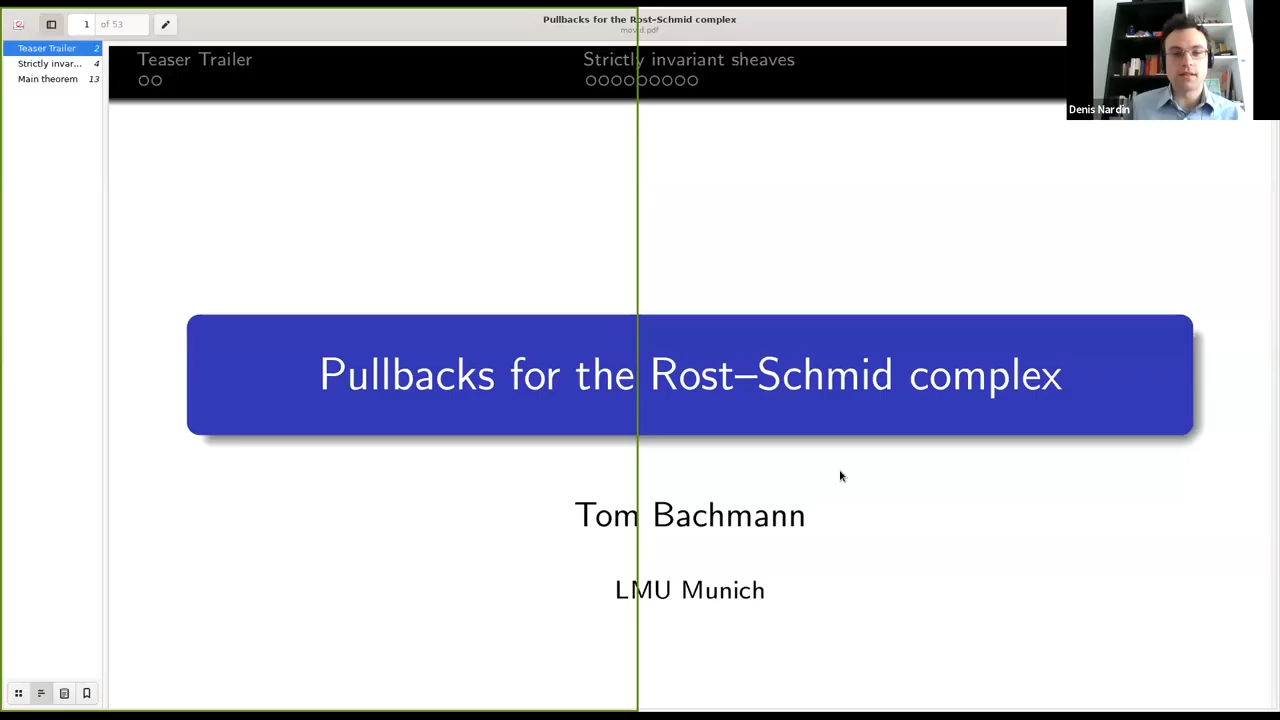 Pullbacks for the Rost–Schmid complex
1 of 53
Teaser Trailer 2
Strictly invar... 4
Main theorem 13
Teaser Trailer
Strictly invariant sheaves
Denis Nardin
Pullbacks for the Rost–Schmid complex
Tom Bachmann
LMU Munich